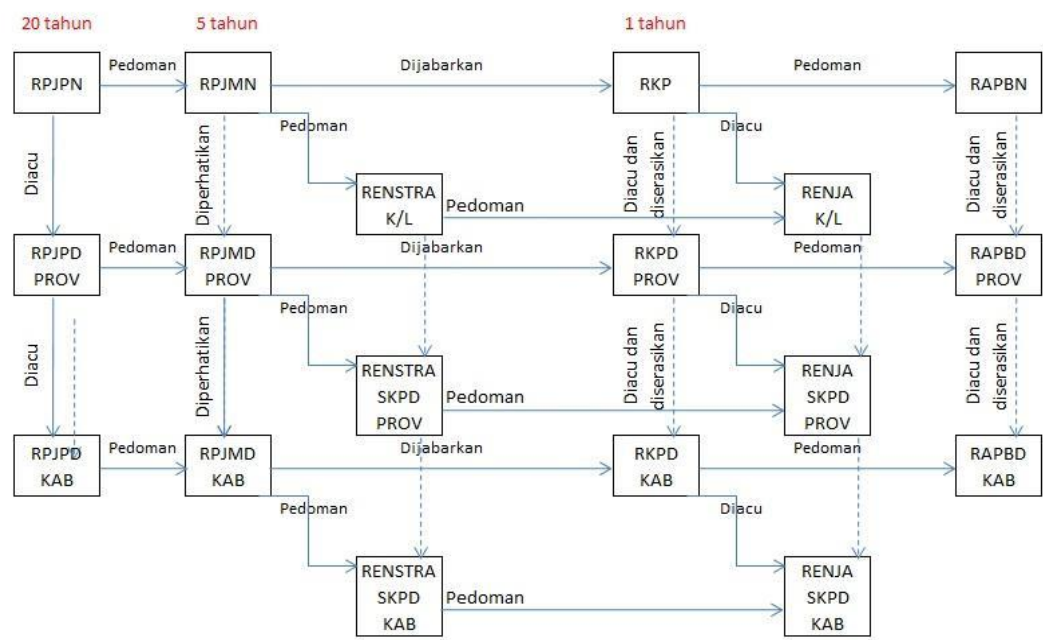 20 tahun
5 tahun
1 tahun
RPJPN
Pedoman
RPJMN
Dijabarkan
RKP
Pedoman
RAPBN
Diacu
Diperhatikan
Pedoman
Diacu dan
diserasikan
Diacu
Diacu dan
diserasikan
RENSTRA
K/L
Pedoman
RENJA
K/L
RPJPD
PROV
Pedoman
RPJMD
PROV
Dijabarkan
RKPD
PROV
Pedoman
RAPBD
PROV
Diacu
Diperhatikan
Pedoman
Diacu dan
diserasikan
Diacu
Diacu dan
diserasikan
RENSTRA
SKPD
PROV
Pedoman
RENJA
SKPD
PROV
RPJPD
KAB
Pedoman
RPJMD
KAB
Dijabarkan
RKPD
KAB
Pedoman
RAPBD
KAB
Pedoman
Diacu
RENSTRA
SKPD
KAB
Pedoman
RENJA
SKPD
KAB